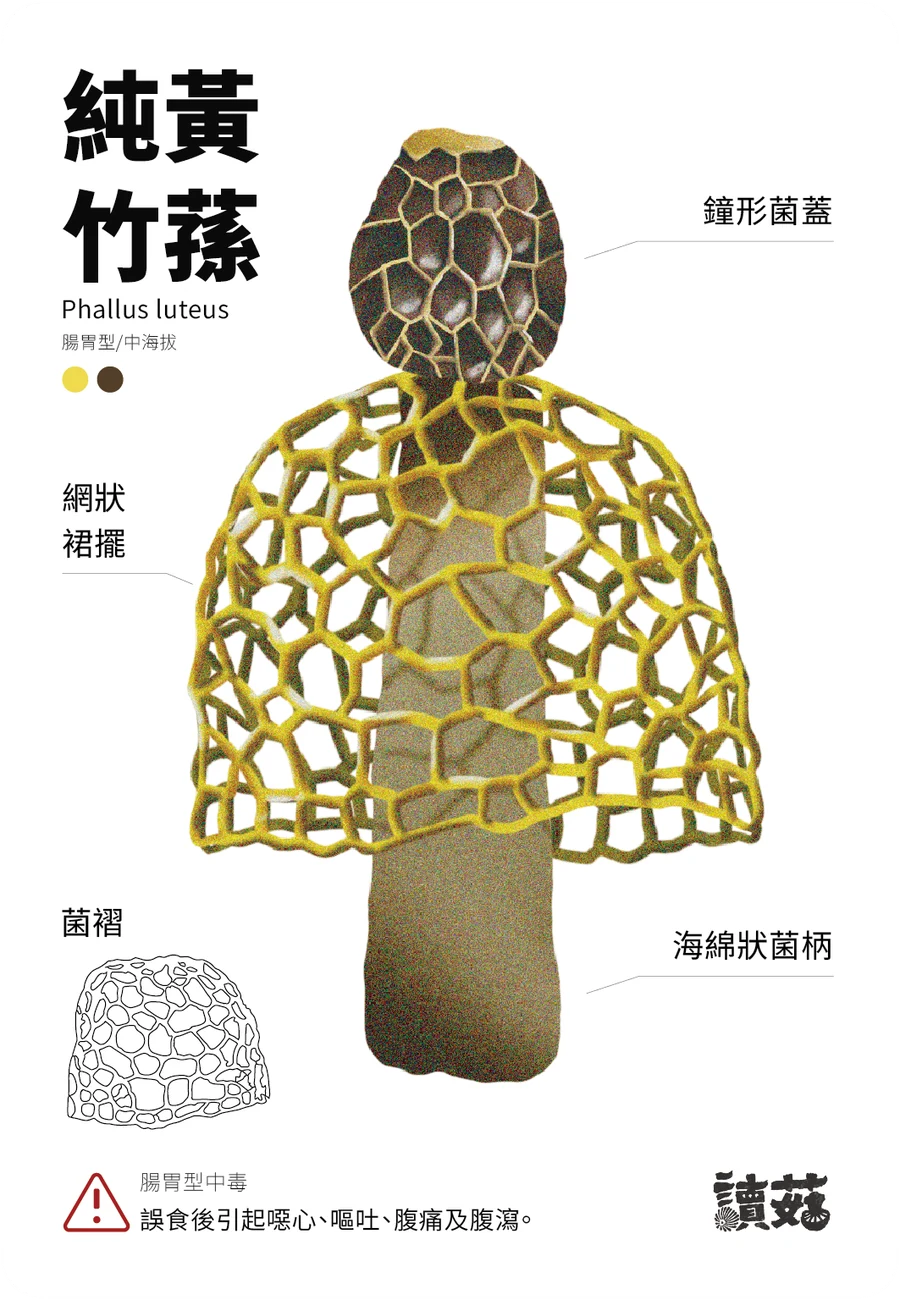 純黃
竹蓀
Phallus luteus
腸胃型/中海拔
鐘形菌蓋
網狀
裙擺
菌褶
海綿狀菌柄
腸胃型中毒
誤食後引起噁心、嘔吐、腹痛及腹瀉。
讀菇